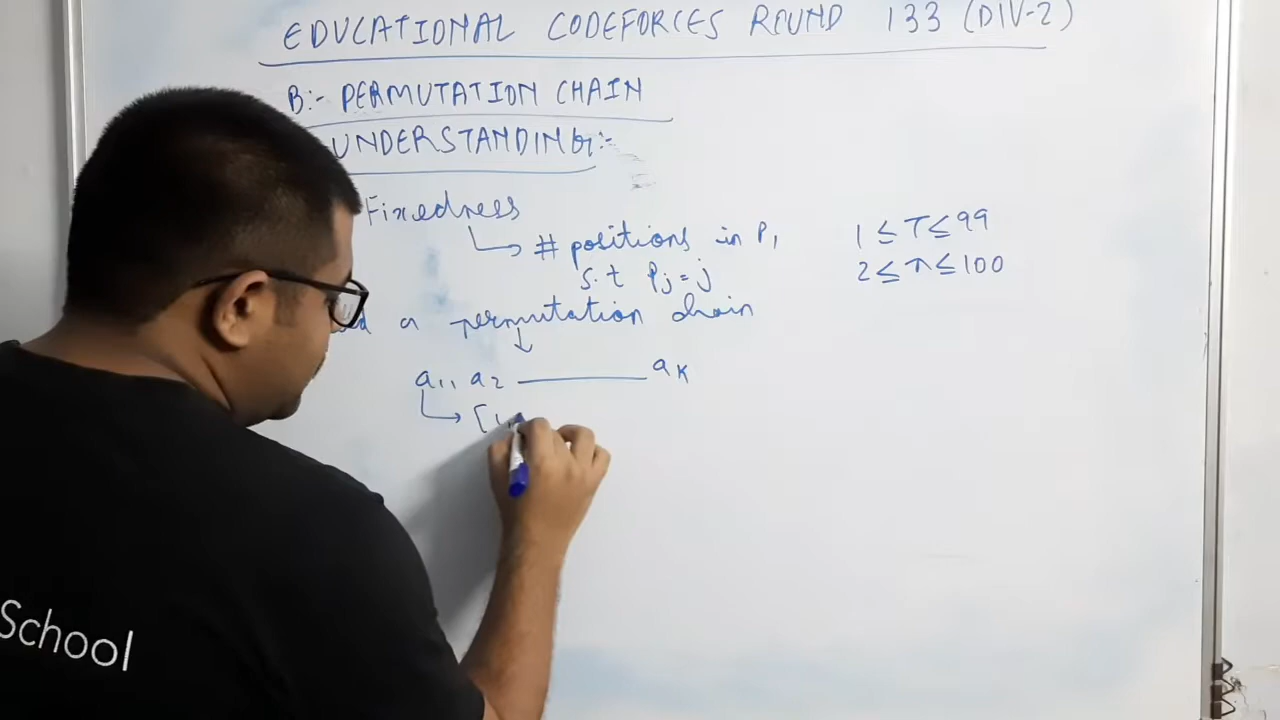 EDUCATIONAL CODEFORCES ROUND 133 (DIV-2)
B:- PERMUTATION CHAIN
UNDERSTANDING:-
Fixedness
# positions in P,
s.t Pj = j
1 ≤ T ≤ 99
2 ≤ n ≤ 100
a permutation chain
a1, a2 ——— ak
[1,
School